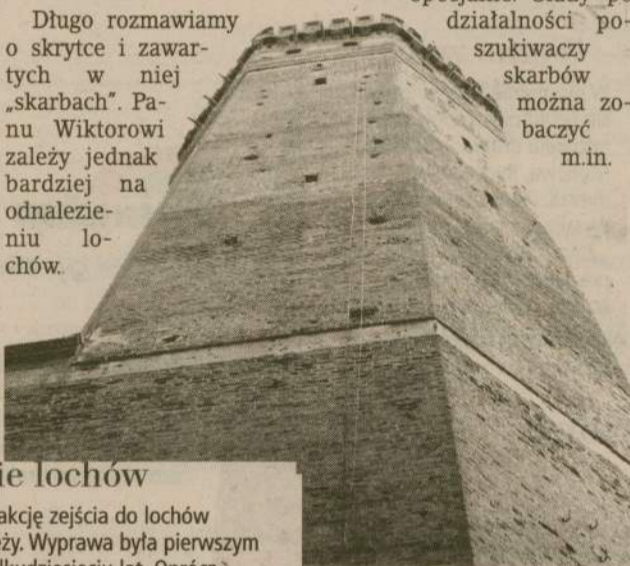 Długo rozmawiamy
o skrytce i zawar-
tych w niej
„skarbach”. Pa-
nu Wiktorowi
zależy jednak
bardziej na
odnalezie-
niu lo-
chów.
działalności po-
szukiwaczy
skarbów
można zo-
baczyć
m.in.
ie lochów
akcję zejścia do lochów
ży. Wyprawa była pierwszym